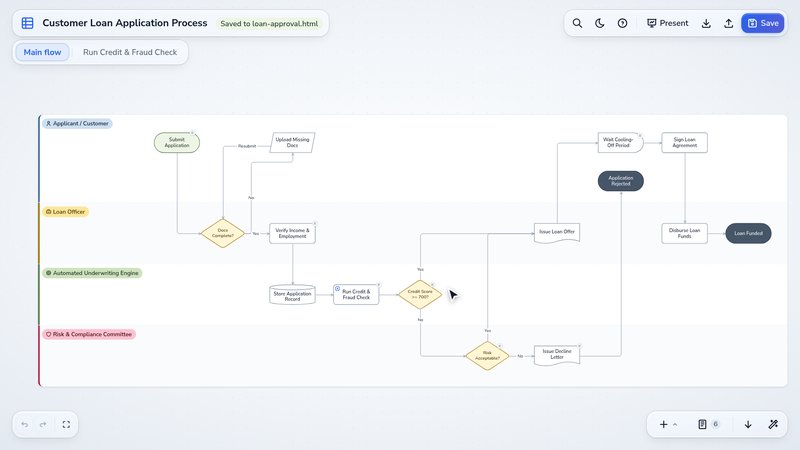 Customer Loan Application Process
Saved to loan-approval.html
Present
Save
Main flow
Run Credit & Fraud Check
Applicant / Customer
Submit
Application
Upload Missing
Docs
Resubmit
Wait Cooling-
Off Period
Sign Loan
Agreement
Application
Rejected
No
Loan Officer
Docs
Complete?
Yes
Verify Income &
Employment
Issue Loan Offer
Disburse Loan
Funds
Loan Funded
Automated Underwriting Engine
Yes
Store Application
Record
Run Credit &
Fraud Check
Credit Score
>= 700?
No
Risk & Compliance Committee
Yes
Risk
Acceptable?
No
Issue Decline
Letter
6